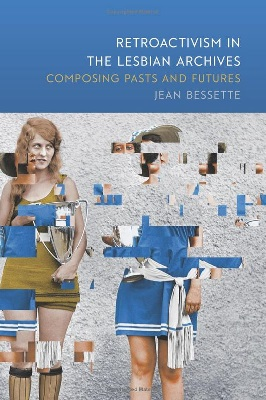 RETROACTIVISM IN
THE LESBIAN ARCHIVES
COMPOSING PASTS AND FUTURES
JEAN BESSETTE